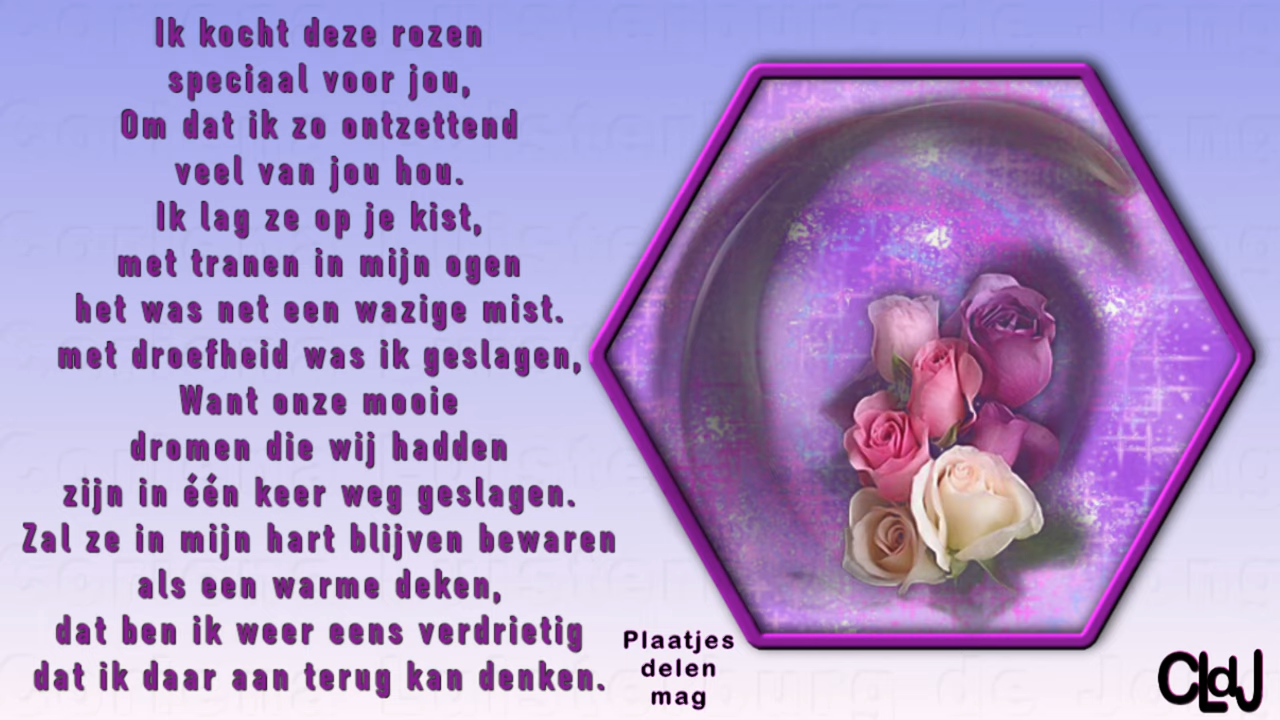 Ik kocht deze rozen
speciaal voor jou,
Om dat ik zo ontzettend
veel van jou hou.
Ik lag ze op je kist,
met tranen in mijn ogen
het was net een wazige mist.
met droefheid was ik geslagen,
Want onze mooie
dromen die wij hadden
zijn in één keer weg geslagen.
Zal ze in mijn hart blijven bewaren
als een warme deken,
dat ben ik weer eens verdrietig
dat ik daar aan terug kan denken.
Plaatjes
delen
mag
CLdJ